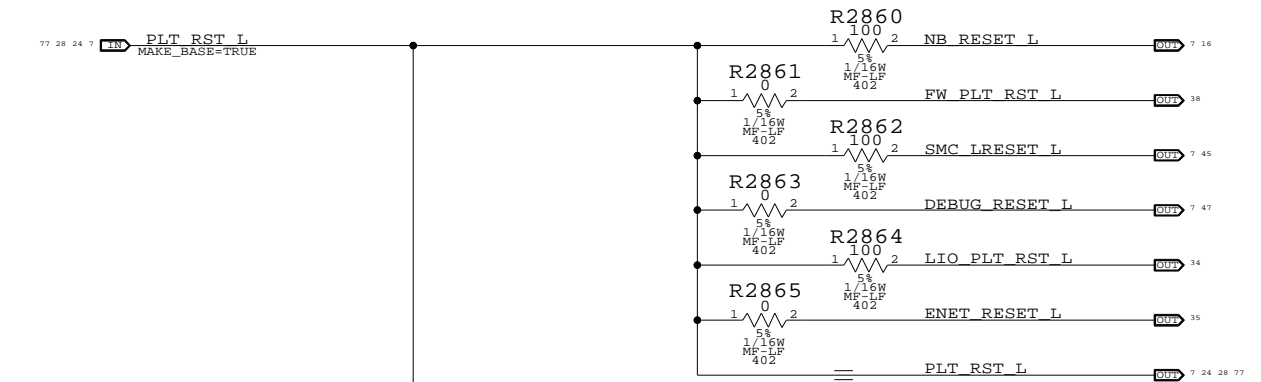 R2860
77 28 24 7 IN PLT_RST_L
MAKE_BASE=TRUE
100
1 2 NB_RESET_L OUT 7 16
5%
1/16W
MF-LF
402
R2861
0
1 2 FW_PLT_RST_L OUT 38
5%
1/16W
MF-LF
402
R2862
100
1 2 SMC_LRESET_L OUT 7 45
5%
1/16W
MF-LF
402
R2863
0
1 2 DEBUG_RESET_L OUT 7 47
5%
1/16W
MF-LF
402
R2864
100
1 2 LIO_PLT_RST_L OUT 34
5%
1/16W
MF-LF
402
R2865
0
1 2 ENET_RESET_L OUT 35
5%
1/16W
MF-LF
402
PLT_RST_L OUT 7 24 28 77